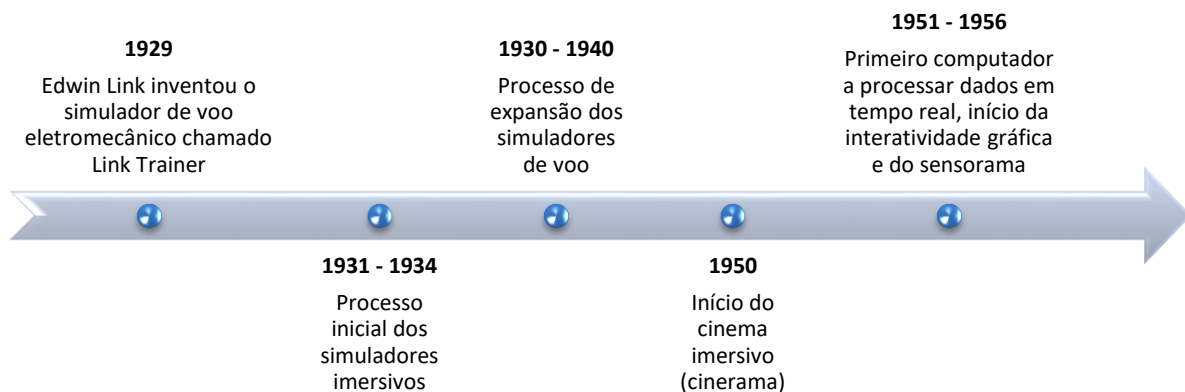 1929
Edwin Link inventou o
simulador de voo
eletromecânico chamado
Link Trainer
1931 - 1934
Processo
inicial dos
simuladores
imersivos
1930 - 1940
Processo de
expansão dos
simuladores
de voo
1950
Início do
cinema
imersivo
(cinerama)
1951 - 1956
Primeiro computador
a processar dados em
tempo real, início da
interatividade gráfica
e do sensorama